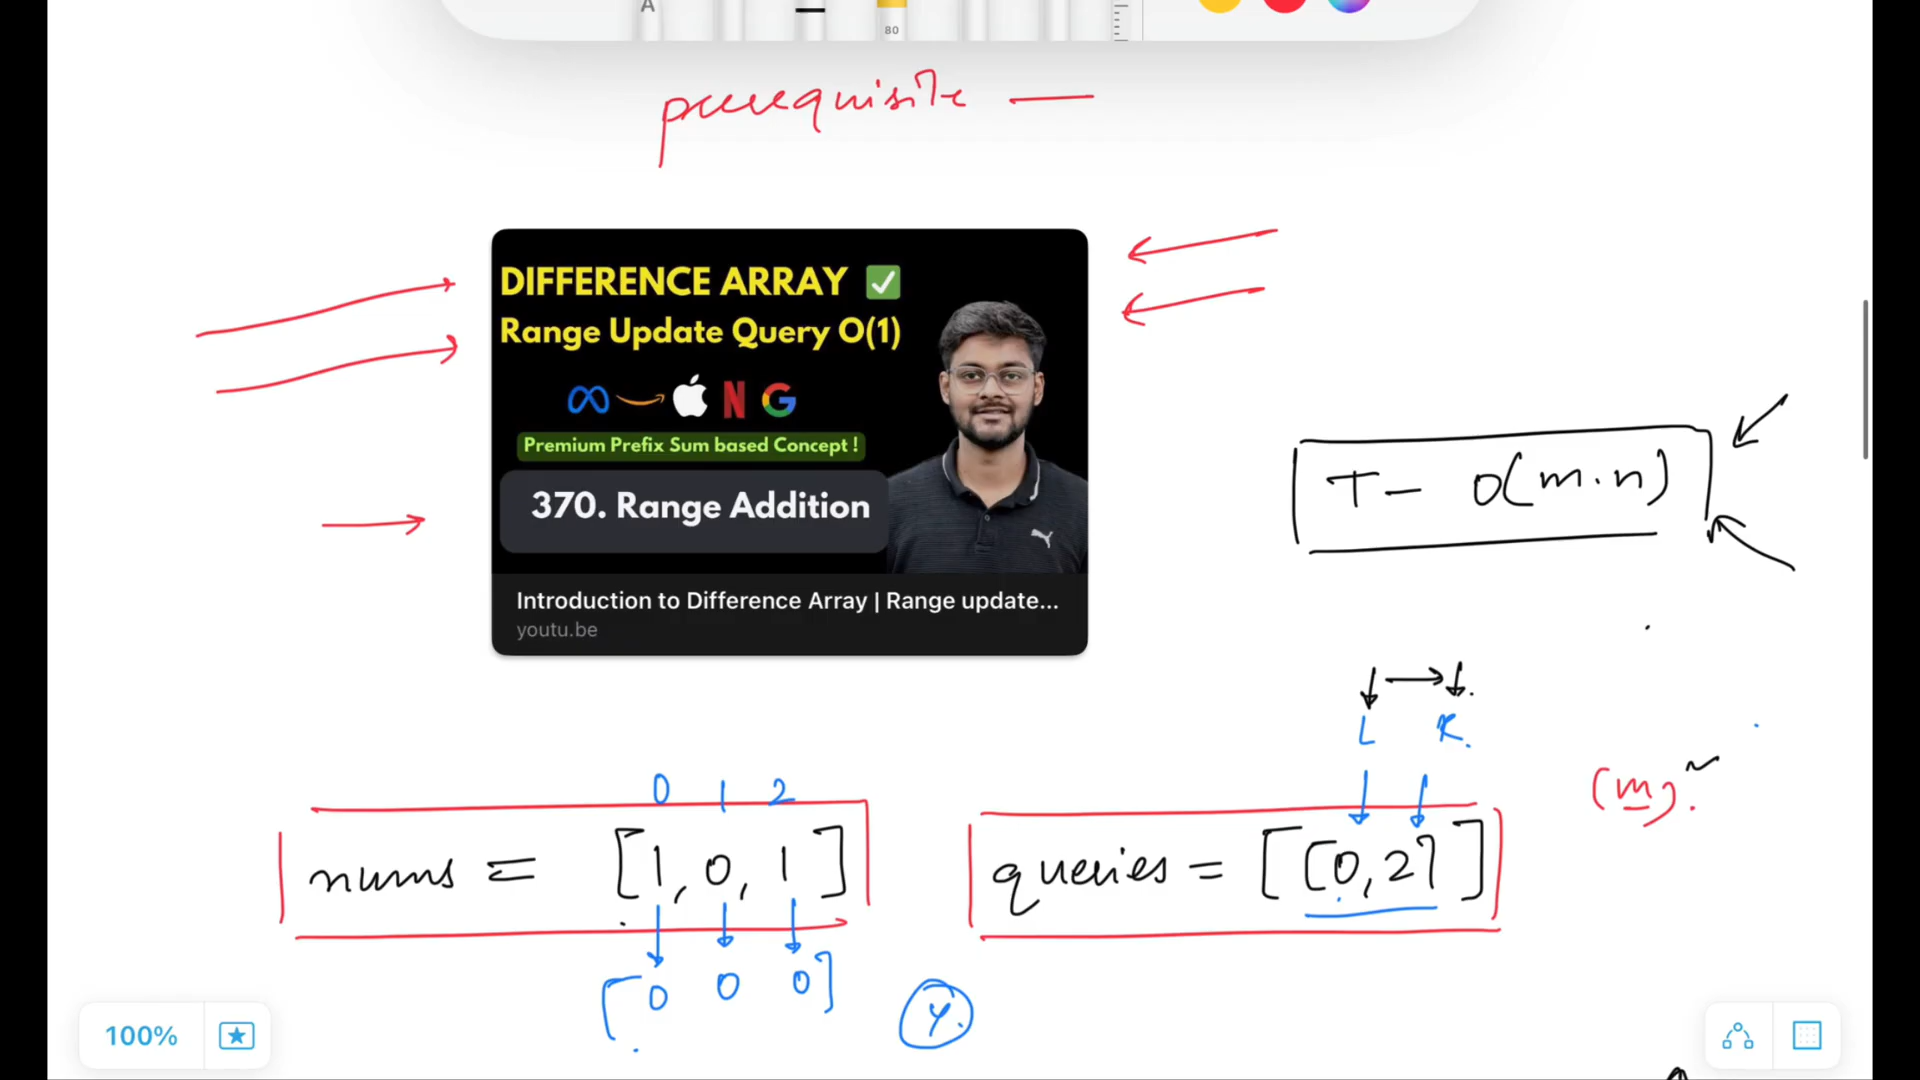 A
80
prerequisite —
DIFFERENCE ARRAY ✅
Range Update Query O(1)
Premium Prefix Sum based Concept !
370. Range Addition
Introduction to Difference Array | Range update...
youtu.be
T - O(m.n)
L R.
(m).
0 1 2
nums = [1, 0, 1]
queries = [[0,2]]
[0 0 0]
Y.
100%